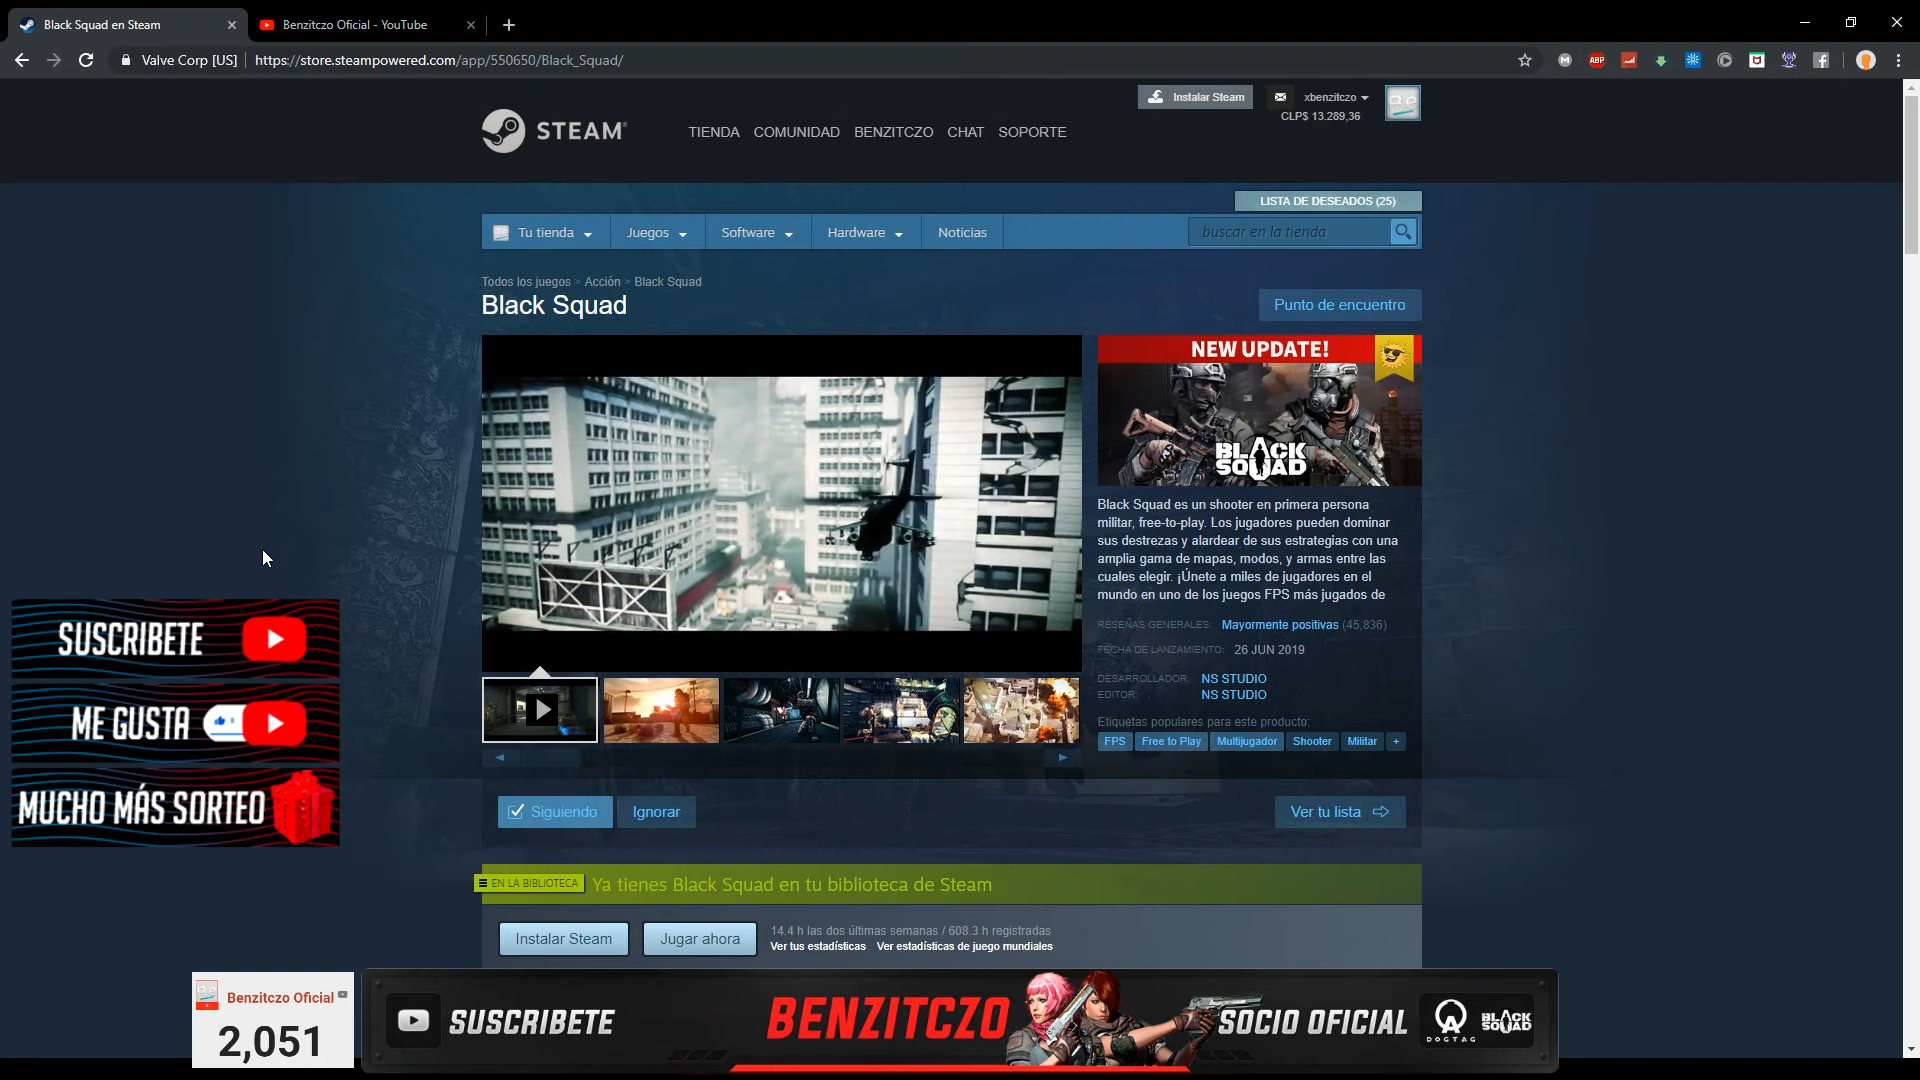 Black Squad en Steam
Benzitczo Oficial - YouTube
Valve Corp [US]
https://store.steampowered.com/app/550650/Black_Squad/
ABP
Instalar Steam
xbenzitczo
CLP$ 13.289,36
STEAM
TIENDA COMUNIDAD BENZITCZO CHAT SOPORTE
LISTA DE DESEADOS (25)
Tu tienda Juegos Software Hardware Noticias
buscar en la tienda
Todos los juegos > Acción > Black Squad
Black Squad
Punto de encuentro
NEW UPDATE!
BLACK SQUAD
Black Squad es un shooter en primera persona
militar, free-to-play. Los jugadores pueden dominar
sus destrezas y alardear de sus estrategias con una
amplia gama de mapas, modos, y armas entre las
cuales elegir. ¡Únete a miles de jugadores en el
mundo en uno de los juegos FPS más jugados de
RESEÑAS GENERALES: Mayormente positivas (45,836)
FECHA DE LANZAMIENTO: 26 JUN 2019
DESARROLLADOR: NS STUDIO
EDITOR: NS STUDIO
Etiquetas populares para este producto:
FPS Free to Play Multijugador Shooter Militar +
SUSCRIBETE
ME GUSTA
MUCHO MÁS SORTEO
Siguiendo Ignorar Ver tu lista
EN LA BIBLIOTECA Ya tienes Black Squad en tu biblioteca de Steam
Instalar Steam Jugar ahora
14.4 h las dos últimas semanas / 608.3 h registradas
Ver tus estadísticas Ver estadísticas de juego mundiales
Benzitczo Oficial
2,051
SUSCRIBETE BENZITCZO SOCIO OFICIAL
DOGTAG
BLACK SQUAD